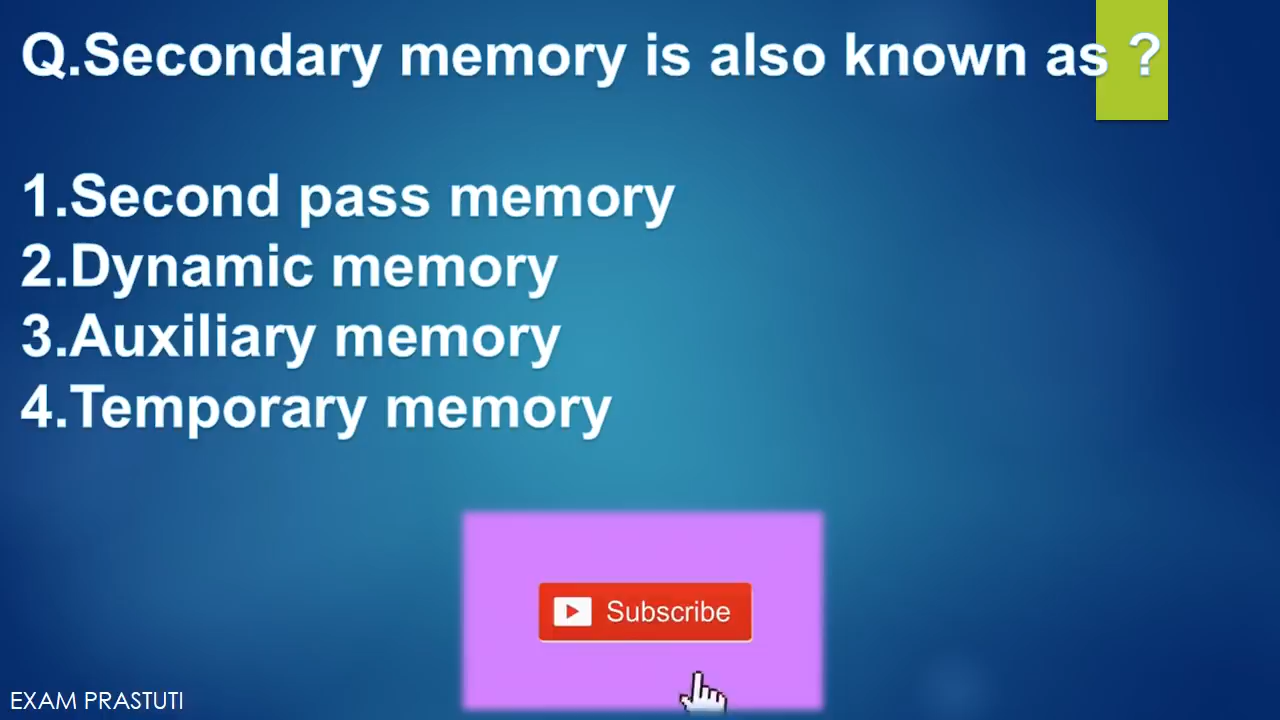 Q.Secondary memory is also known as ?
1.Second pass memory
2.Dynamic memory
3.Auxiliary memory
4.Temporary memory
Subscribe
EXAM PRASTUTI